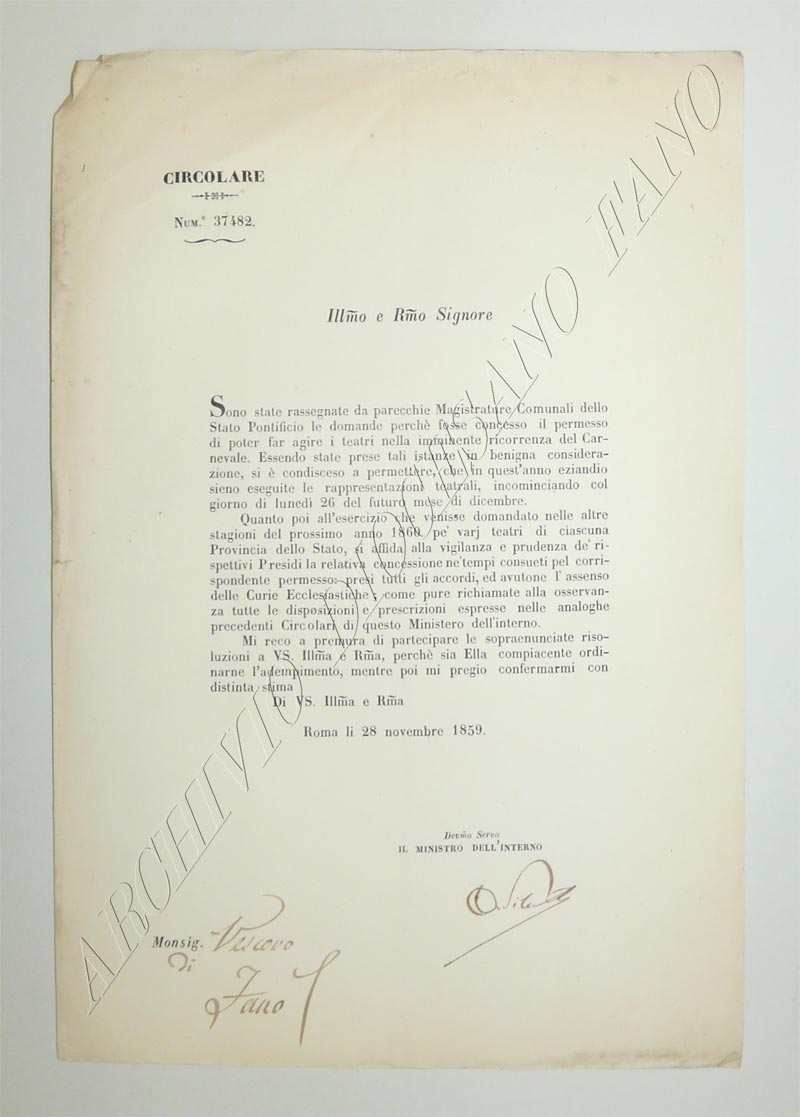 CIRCOLARE
Num.° 37482.
Illm̃o e Rm̃o Signore
Sono state rassegnate da parecchie Magistrature Comunali dello
Stato Pontificio le domande perchè fosse concesso il permesso
di poter far agire i teatri nella imminente ricorrenza del Car-
nevale. Essendo state prese tali istanze in benigna considera-
zione, si è condisceso a permettere, che in quest'anno eziandio
sieno eseguite le rappresentazioni teatrali, incominciando col
giorno di lunedì 26 del futuro mese di dicembre.
Quanto poi all'esercizio che venisse domandato nelle altre
stagioni del prossimo anno 1860 pe' varj teatri di ciascuna
Provincia dello Stato, si affida alla vigilanza e prudenza de' ri-
spettivi Presidi la relativa concessione ne' tempi consueti pel corri-
spondente permesso: presi tutti gli accordi, ed avutone l'assenso
delle Curie Ecclesiastiche; come pure richiamate alla osservan-
za tutte le disposizioni e prescrizioni espresse nelle analoghe
precedenti Circolari di questo Ministero dell'interno.
Mi reco a premura di partecipare le sopraenunciate riso-
luzioni a VS. Illm̃a e Rm̃a, perchè sia Ella compiacente ordi-
narne l'adempimento, mentre poi mi pregio confermarmi con
distinta stima
Di VS. Illm̃a e Rm̃a
Roma li 28 novembre 1859.
Devm̃o Servo
IL MINISTRO DELL'INTERNO
Monsig. Vescovo
Di
Fano
ARCHIVIO DIOCESANO FANO